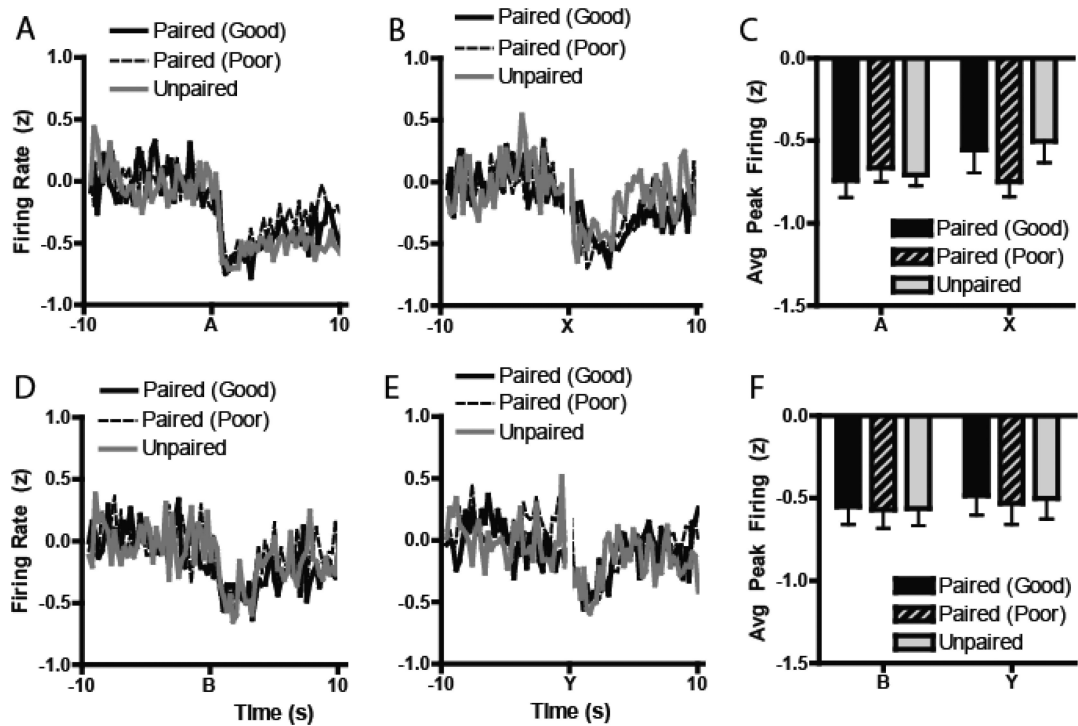 A
Paired (Good)
Paired (Poor)
Unpaired
1.0
0.5
0.0
-0.5
-1.0
Firing Rate (z)
-10
A
10
B
Paired (Good)
Paired (Poor)
Unpaired
1.0
0.5
0.0
-0.5
-1.0
-10
X
10
C
-0.0
-0.5
-1.0
-1.5
Avg Peak Firing (z)
Paired (Good)
Paired (Poor)
Unpaired
A
X
D
Paired (Good)
Paired (Poor)
Unpaired
1.0
0.5
0.0
-0.5
-1.0
Firing Rate (z)
-10
B
10
Time (s)
E
Paired (Good)
Paired (Poor)
Unpaired
1.0
0.5
0.0
-0.5
-1.0
-10
Y
10
Time (s)
F
0.0
-0.5
-1.0
-1.5
Avg Peak Firing (z)
Paired (Good)
Paired (Poor)
Unpaired
B
Y